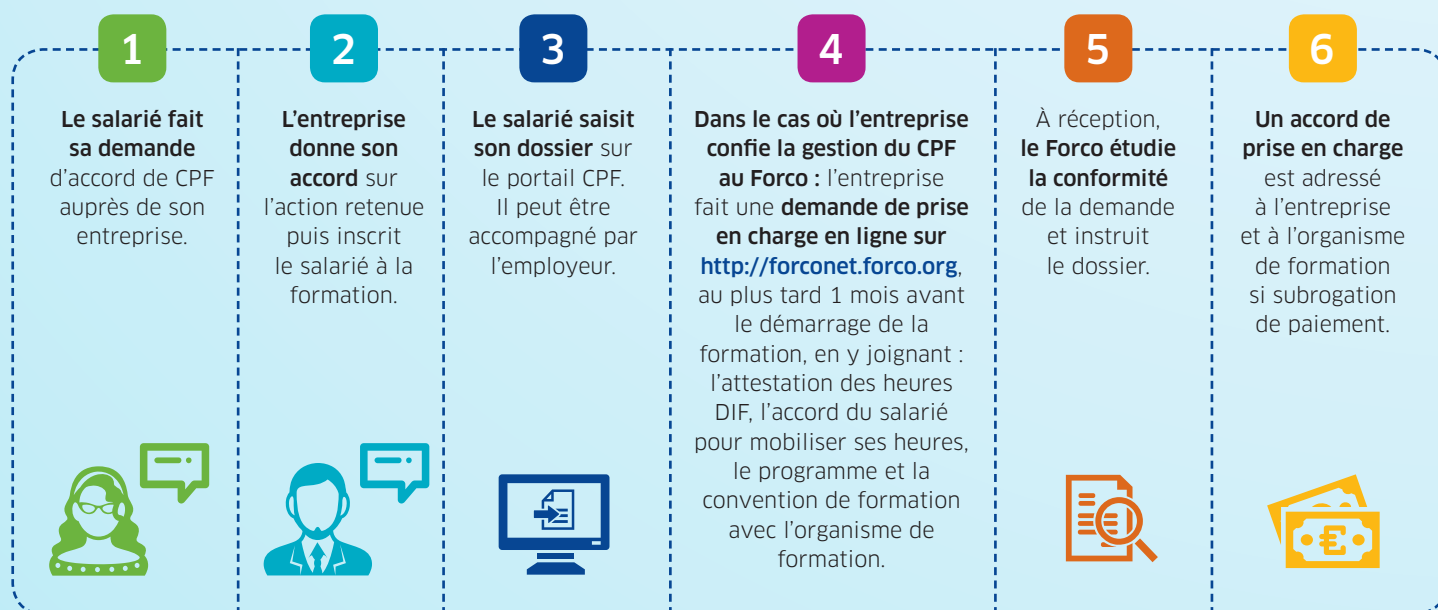 1
Le salarié fait
sa demande
d’accord de CPF
auprès de son
entreprise.
2
L’entreprise
donne son
accord sur
l’action retenue
puis inscrit
le salarié à la
formation.
3
Le salarié saisit
son dossier sur
le portail CPF.
Il peut être
accompagné par
l’employeur.
4
Dans le cas où l’entreprise
confie la gestion du CPF
au Forco : l’entreprise
fait une demande de prise
en charge en ligne sur
http://forconet.forco.org,
au plus tard 1 mois avant
le démarrage de la
formation, en y joignant :
l’attestation des heures
DIF, l’accord du salarié
pour mobiliser ses heures,
le programme et la
convention de formation
avec l’organisme de
formation.
5
À réception,
le Forco étudie
la conformité
de la demande
et instruit
le dossier.
6
Un accord de
prise en charge
est adressé
à l’entreprise
et à l’organisme
de formation
si subrogation
de paiement.
€